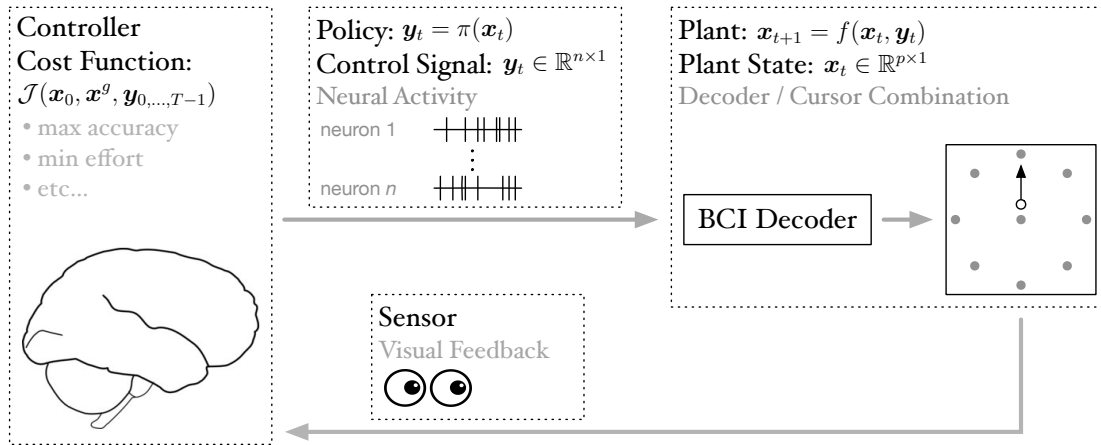 Controller
Cost Function:
𝒥(𝒙₀, 𝒙ᵍ, 𝒚₀,...,T−1)
• max accuracy
• min effort
• etc...
Policy: 𝒚ₜ = π(𝒙ₜ)
Control Signal: 𝒚ₜ ∈ ℝⁿˣ¹
Neural Activity
neuron 1
neuron n
Plant: 𝒙ₜ₊₁ = f(𝒙ₜ, 𝒚ₜ)
Plant State: 𝒙ₜ ∈ ℝᵖˣ¹
Decoder / Cursor Combination
BCI Decoder
Sensor
Visual Feedback